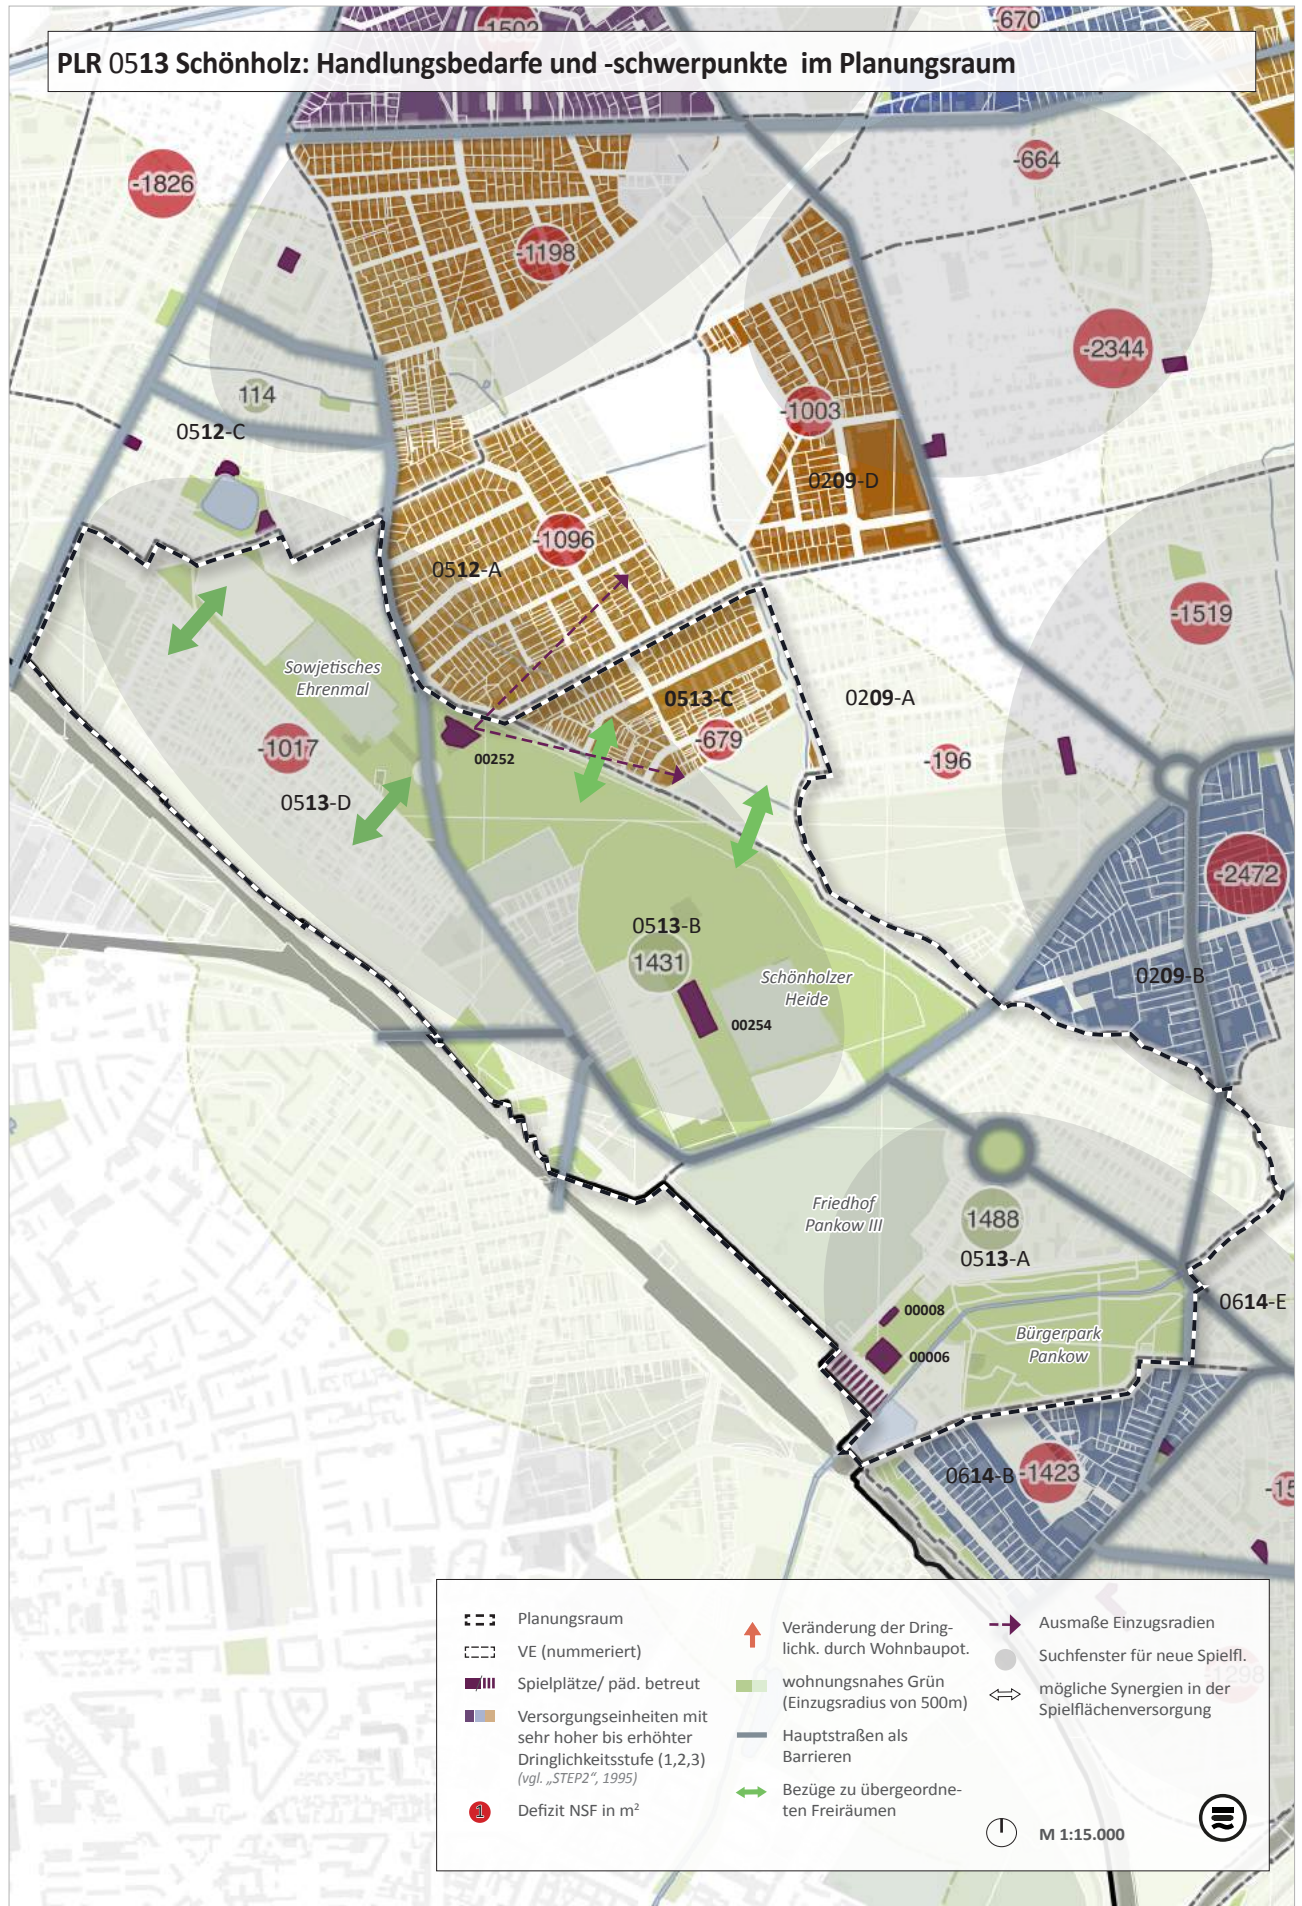 -1502
-670
PLR 0513 Schönholz: Handlungsbedarfe und -schwerpunkte im Planungsraum
-664
-1826
-1198
-2344
114
-1003
0512-C
0209-D
-1096
0512-A
-1519
Sowjetisches
Ehrenmal
0513-C
0209-A
-679
-1017
00252
-196
0513-D
-2472
0513-B
1431
Schönholzer
Heide
0209-B
00254
Friedhof
Pankow III
1488
0513-A
0614-E
00008
Bürgerpark
Pankow
00006
0614-B
-1423
-15
Planungsraum
VE (nummeriert)
Spielplätze/ päd. betreut
Versorgungseinheiten mit
sehr hoher bis erhöhter
Dringlichkeitsstufe (1,2,3)
(vgl. „STEP2“, 1995)
1
Defizit NSF in m²
Veränderung der Dring-
lichk. durch Wohnbaupot.
wohnungsnahes Grün
(Einzugsradius von 500m)
Hauptstraßen als
Barrieren
Bezüge zu übergeordne-
ten Freiräumen
Ausmaße Einzugsradien
Suchfenster für neue Spielfl.
-1298
mögliche Synergien in der
Spielflächenversorgung
M 1:15.000